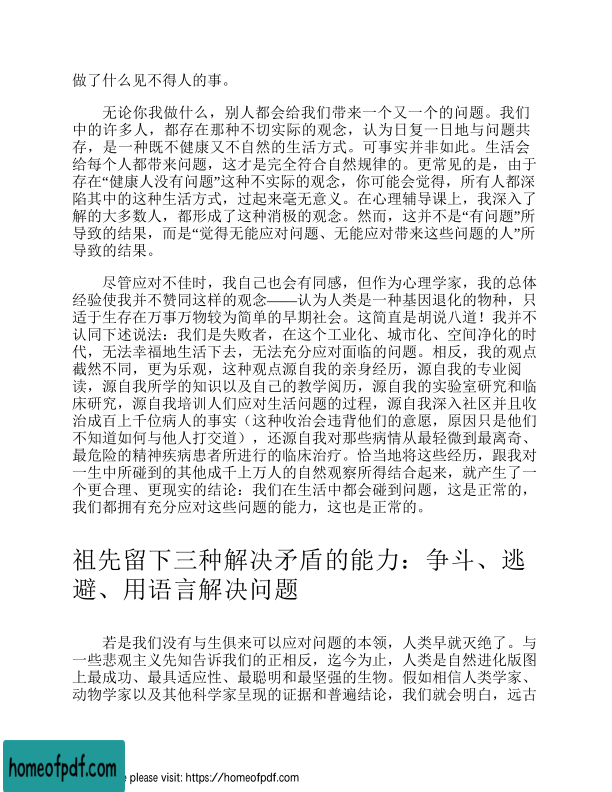 做了什么见不得人的事。
无论你我做什么，别人都会给我们带来一个又一个的问题。我们
中的许多人，都存在那种不切实际的观念，认为日复一日地与问题共
存，是一种既不健康又不自然的生活方式。可事实并非如此。生活会
给每个人都带来问题，这才是完全符合自然规律的。更常见的是，由于
存在“健康人没有问题”这种不实际的观念，你可能会觉得，所有人都深
陷其中的这种生活方式，过起来毫无意义。在心理辅导课上，我深入了
解的大多数人，都形成了这种消极的观念。然而，这并不是“有问题”所
导致的结果，而是“觉得无能应对问题、无能应对带来这些问题的人”所
导致的结果。
尽管应对不佳时，我自己也会有同感，但作为心理学家，我的总体
经验使我并不赞同这样的观念——认为人类是一种基因退化的物种，只
适于生存在万事万物较为简单的早期社会。这简直是胡说八道！我并不
认同下述说法：我们是失败者，在这个工业化、城市化、空间净化的时
代，无法幸福地生活下去，无法充分应对面临的问题。相反，我的观点
截然不同，更为乐观，这种观点源自我的亲身经历，源自我的专业阅
读，源自我所学的知识以及自己的教学阅历，源自我的实验室研究和临
床研究，源自我培训人们应对生活问题的过程，源自我深入社区并且收
治成百上千位病人的事实（这种收治会违背他们的意愿，原因只是他们
不知道如何与他人打交道），还源自我对那些病情从最轻微到最离奇、
最危险的精神疾病患者所进行的临床治疗。恰当地将这些经历，跟我对
一生中所碰到的其他成千上万人的自然观察所得结合起来，就产生了一
个更合理、更现实的结论：我们在生活中都会碰到问题，这是正常的，
我们都拥有充分应对这些问题的能力，这也是正常的。
祖先留下三种解决矛盾的能力：争斗、逃
避、用语言解决问题
若是我们没有与生俱来可以应对问题的本领，人类早就灭绝了。与
一些悲观主义先知告诉我们的正相反，迄今为止，人类是自然进化版图
上最成功、最具适应性、最聪明和最坚强的生物。假如相信人类学家、
动物学家以及其他科学家呈现的证据和普遍结论，我们就会明白，远古
homeofpdf.com
e please visit: https://homeofpdf.com